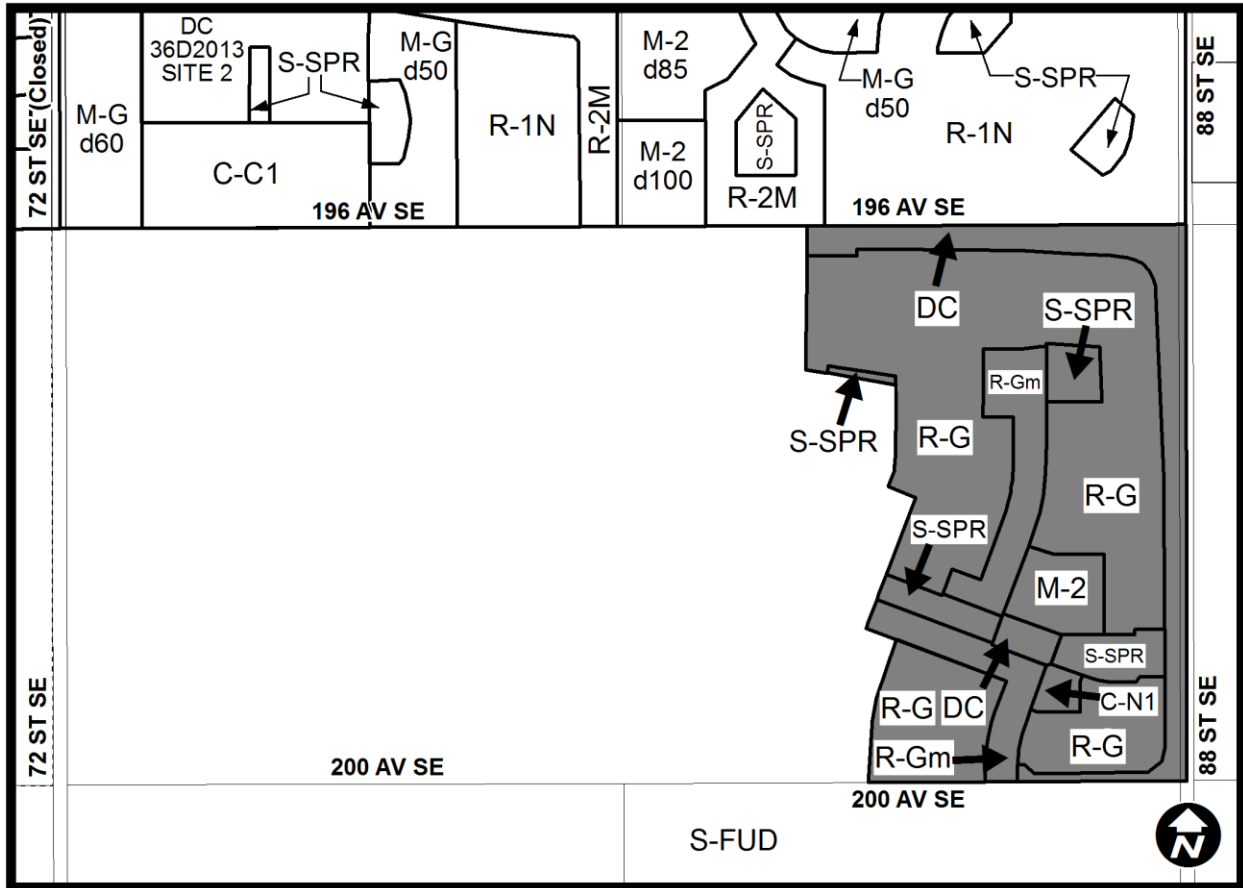 DC
36D2013
SITE 2
S-SPR
M-G
d50
M-2
d85
M-G
d50
S-SPR
72 ST SE (Closed)
88 ST SE
M-G
d60
R-1N
R-2M
S-SPR
R-1N
C-C1
M-2
d100
R-2M
196 AV SE
196 AV SE
DC
S-SPR
R-Gm
S-SPR
R-G
R-G
S-SPR
M-2
S-SPR
R-G
DC
C-N1
R-Gm
R-G
72 ST SE
88 ST SE
200 AV SE
200 AV SE
S-FUD
N